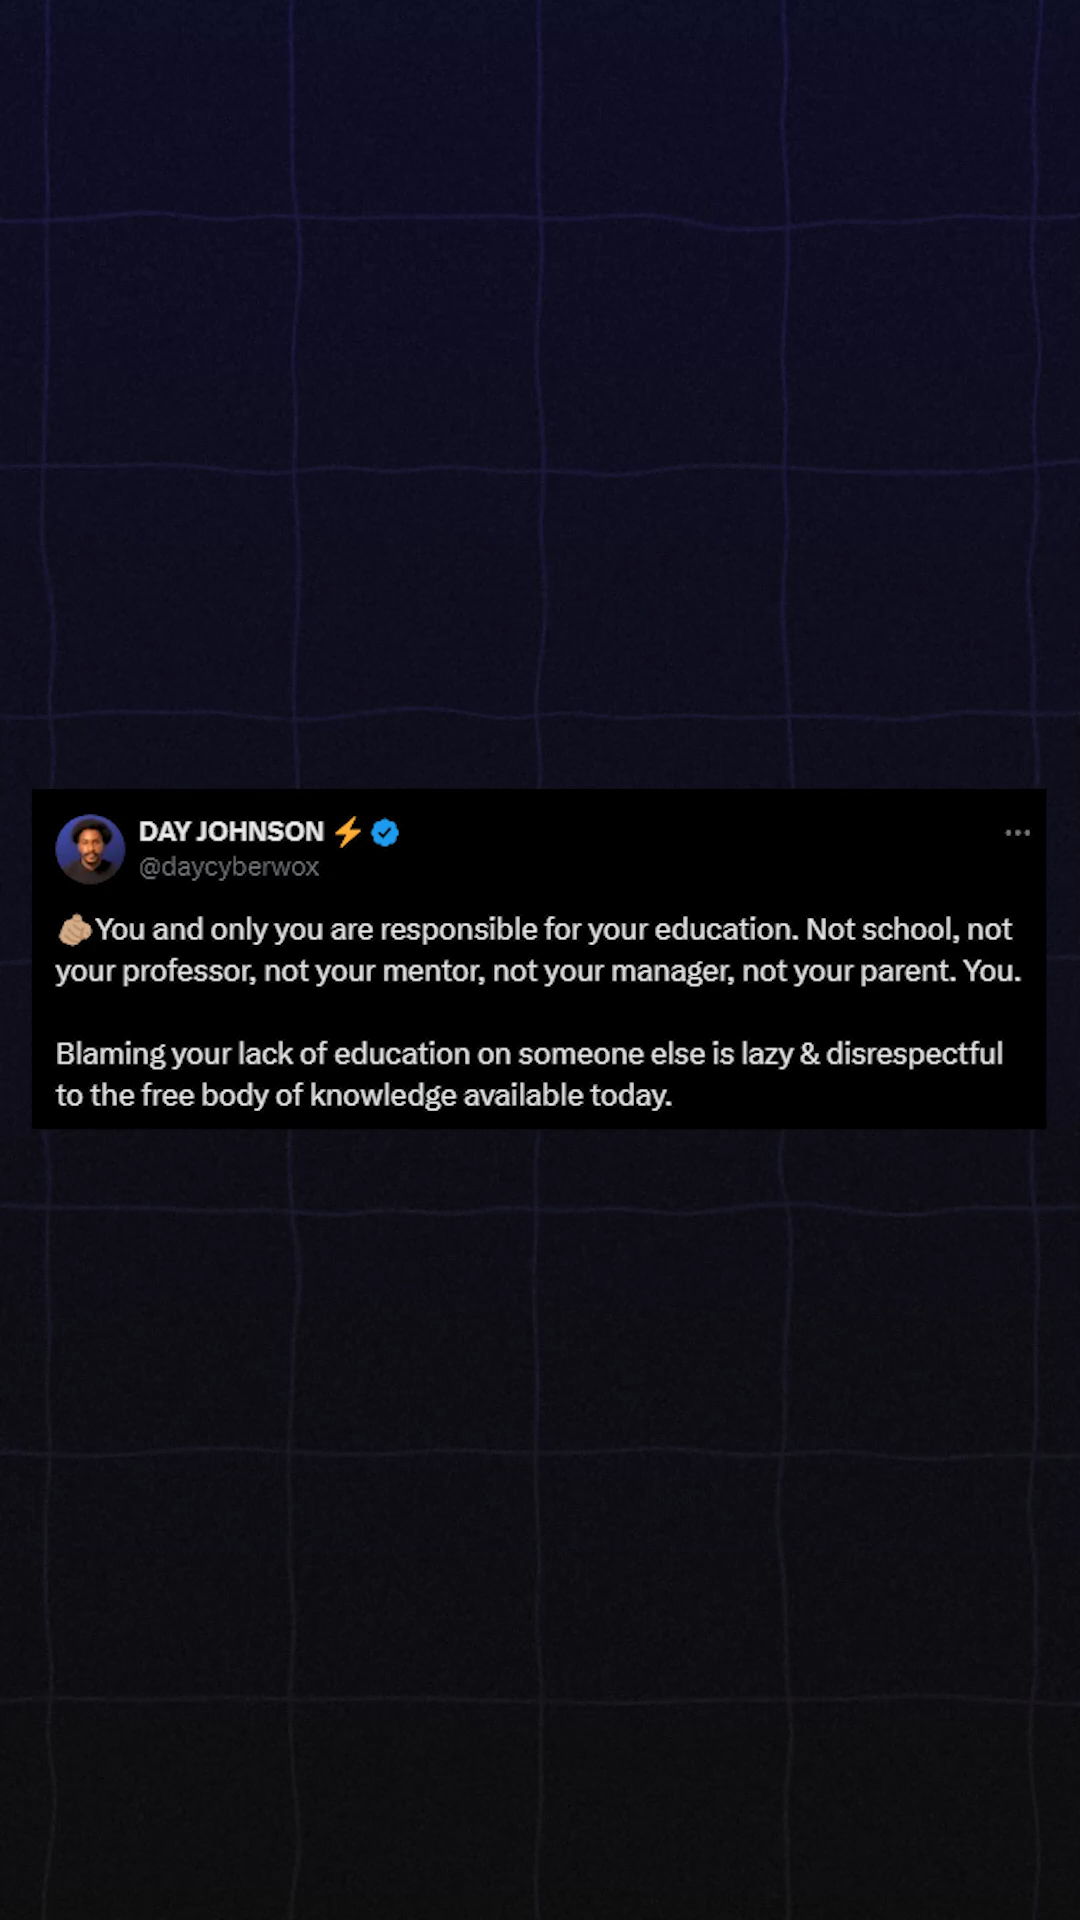 DAY JOHNSON ⚡
@daycyberwox
🫵🏼You and only you are responsible for your education. Not school, not
your professor, not your mentor, not your manager, not your parent. You.
Blaming your lack of education on someone else is lazy & disrespectful
to the free body of knowledge available today.